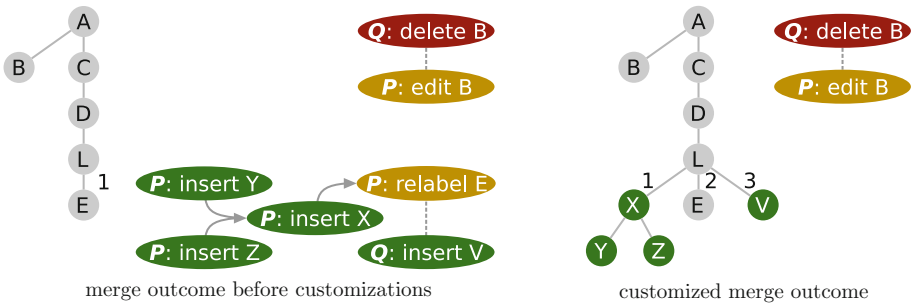 A
B
C
D
L
1
E
Q: delete B
P: edit B
P: insert Y
P: relabel E
P: insert X
P: insert Z
Q: insert V
merge outcome before customizations
A
B
C
D
L
1
2
3
X
E
V
Y
Z
Q: delete B
P: edit B
customized merge outcome